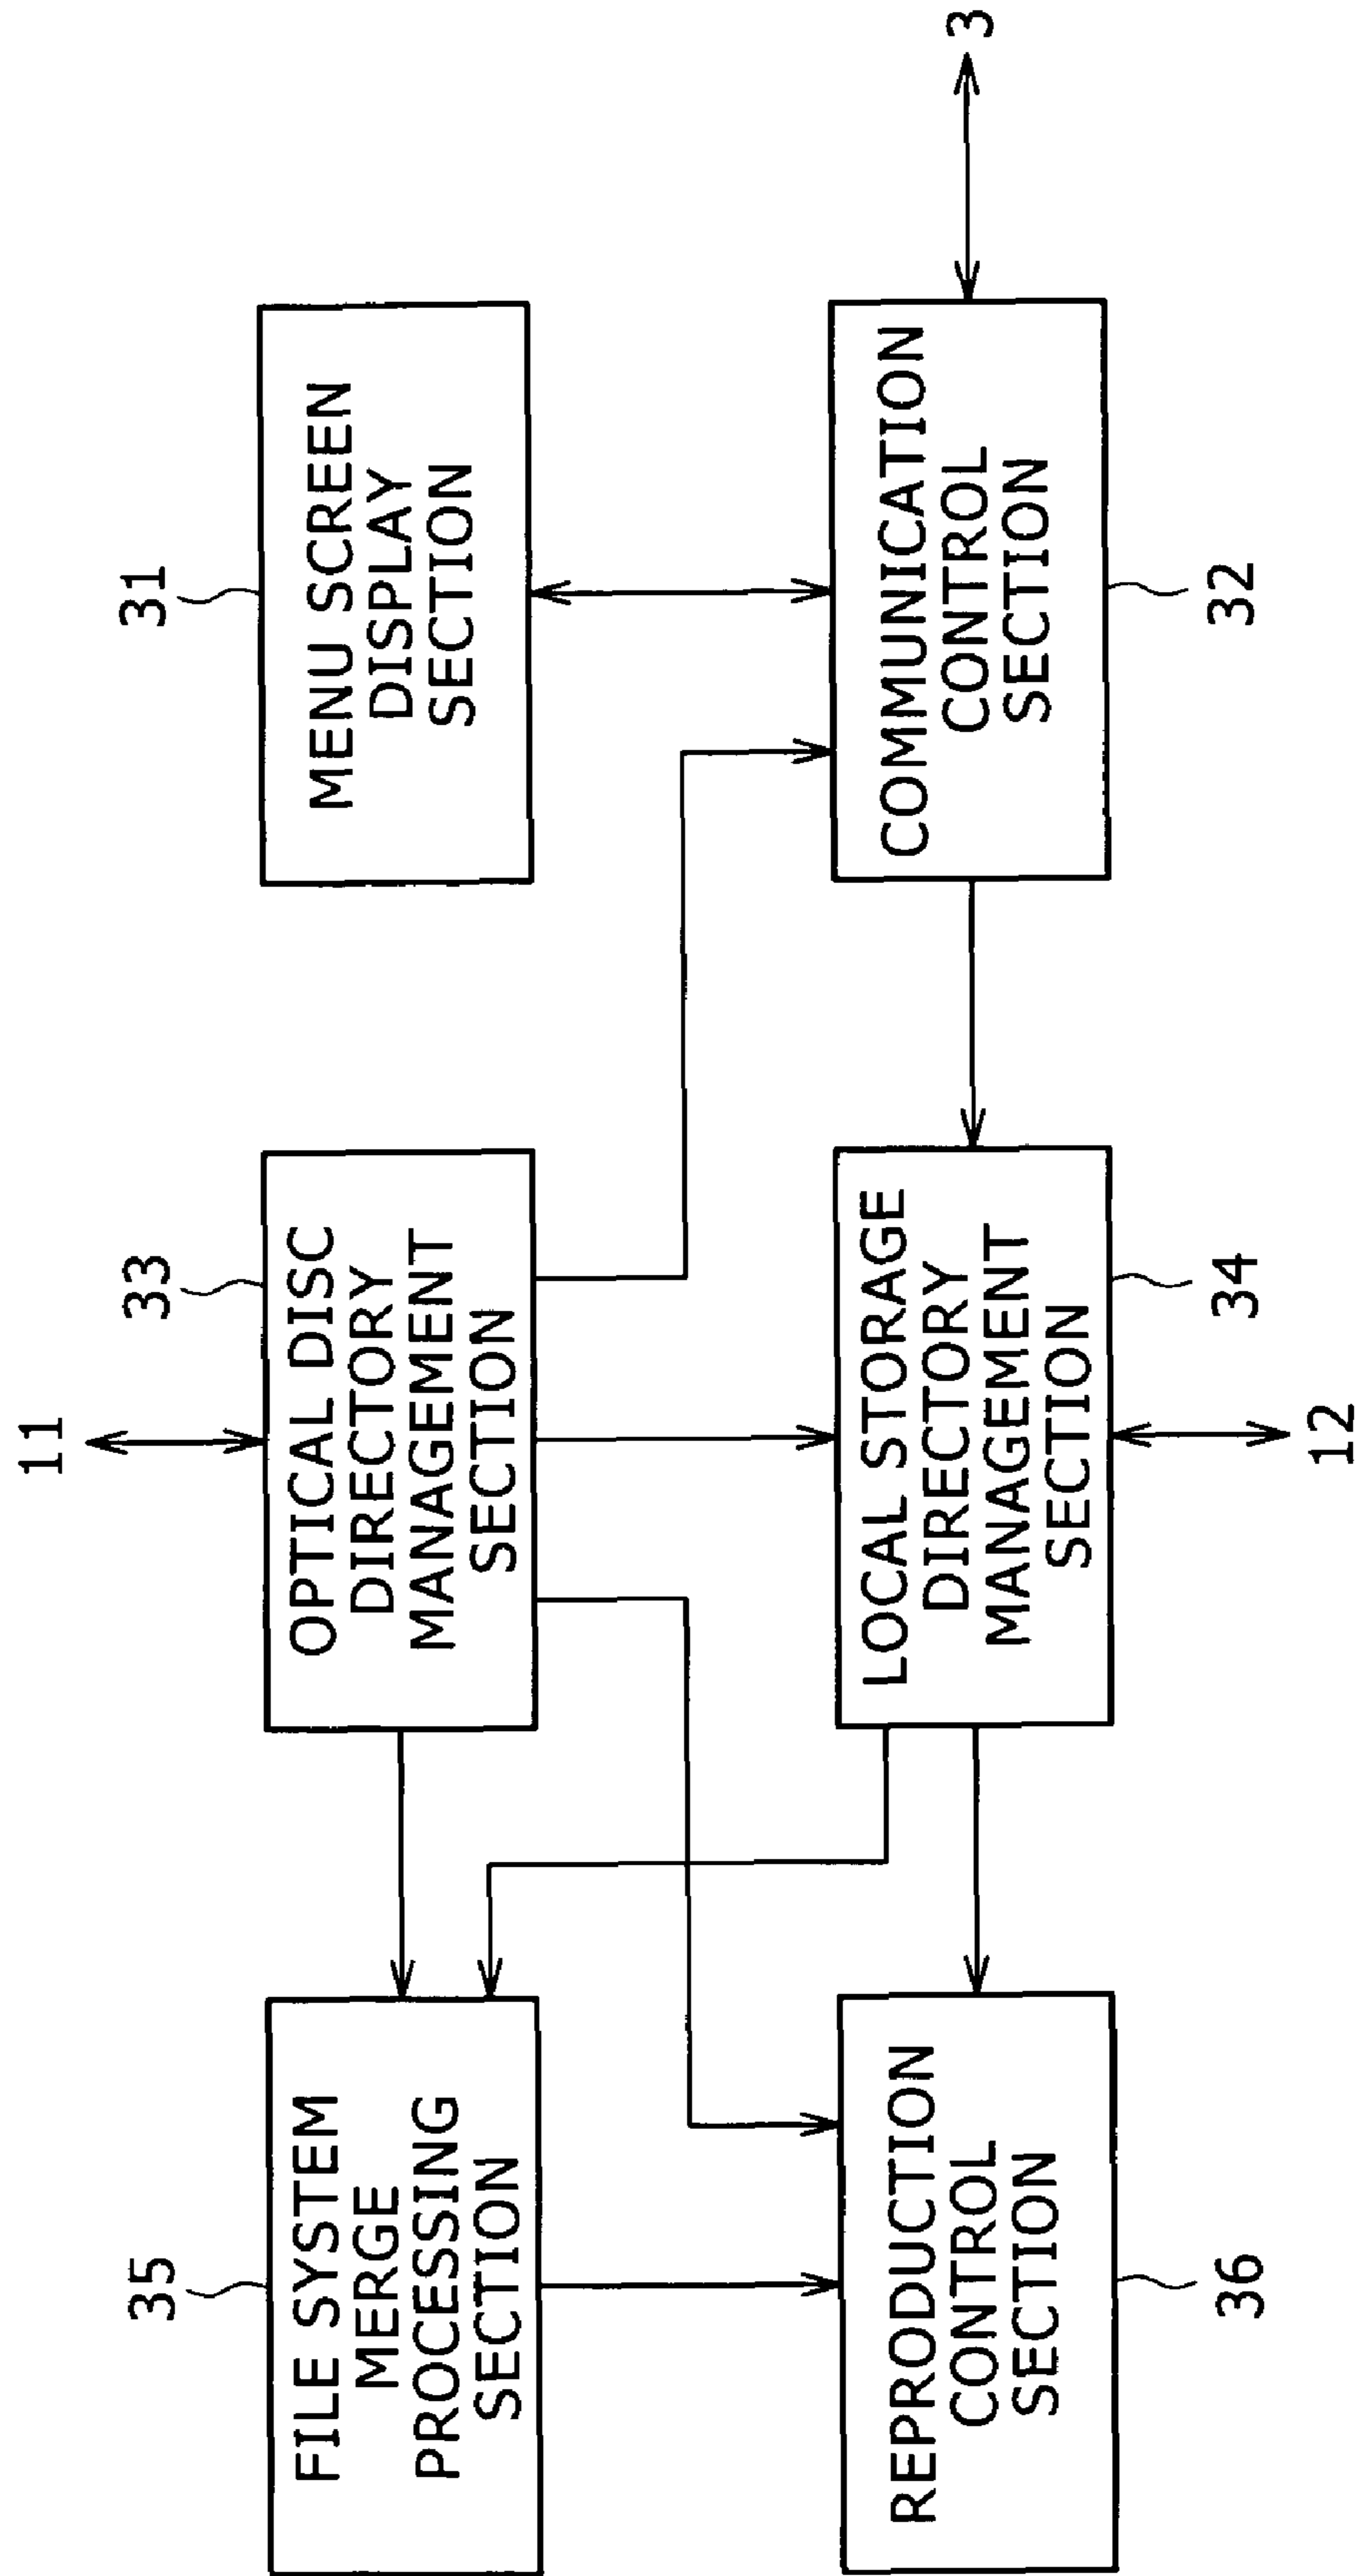 11
35
33
31
FILE SYSTEM
MERGE
PROCESSING
SECTION
OPTICAL DISC
DIRECTORY
MANAGEMENT
SECTION
MENU SCREEN
DISPLAY
SECTION
REPRODUCTION
CONTROL
SECTION
LOCAL STORAGE
DIRECTORY
MANAGEMENT
SECTION
COMMUNICATION
CONTROL
SECTION
3
36
34
32
12